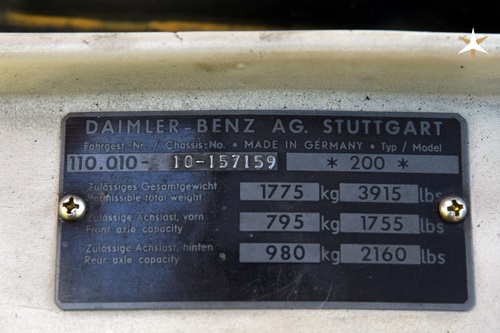 DAIMLER-BENZ AG. STUTTGART
Fahrgest.-Nr. / Chassis-No. • MADE IN GERMANY • Typ / Model
110.010- 10-157159 * 200 *
Zulässiges Gesamtgewicht
Permissible total weight 1775 kg 3915 lbs
Zulässige Achslast, vorn
Front axle capacity 795 kg 1755 lbs
Zulässige Achslast, hinten
Rear axle capacity 980 kg 2160 lbs